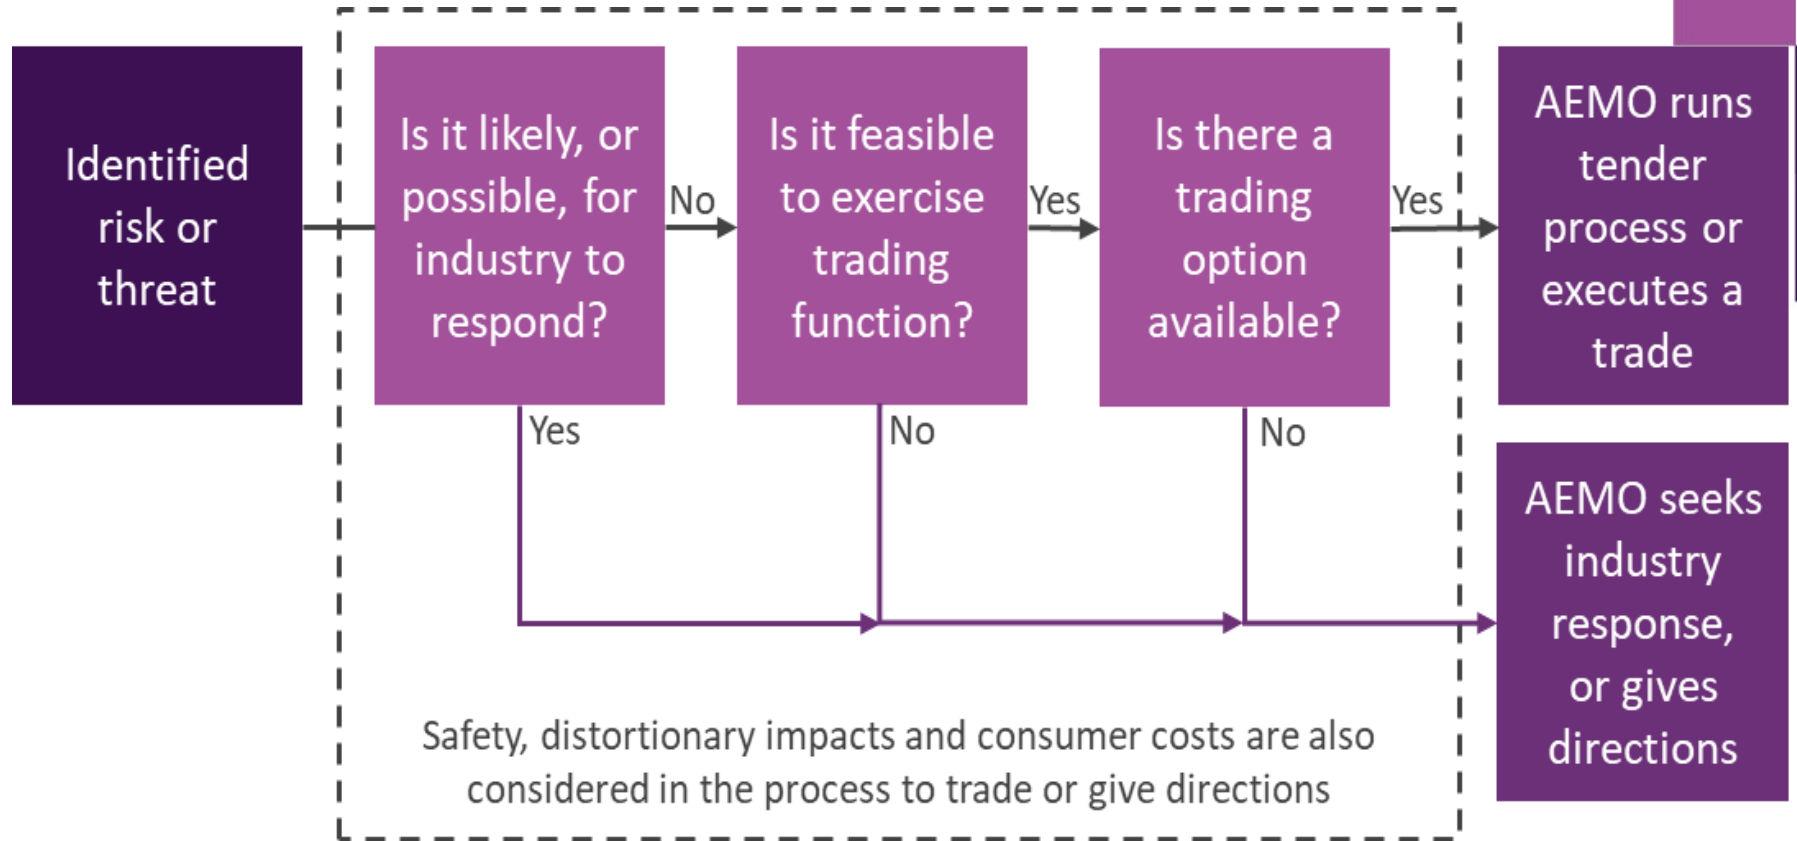 Identified
risk or
threat
Is it likely, or
possible, for
industry to
respond?
No
Is it feasible
to exercise
trading
function?
Yes
Is there a
trading
option
available?
Yes
AEMO runs
tender
process or
executes a
trade
Yes
No
No
AEMO seeks
industry
response,
or gives
directions
Safety, distortionary impacts and consumer costs are also
considered in the process to trade or give directions